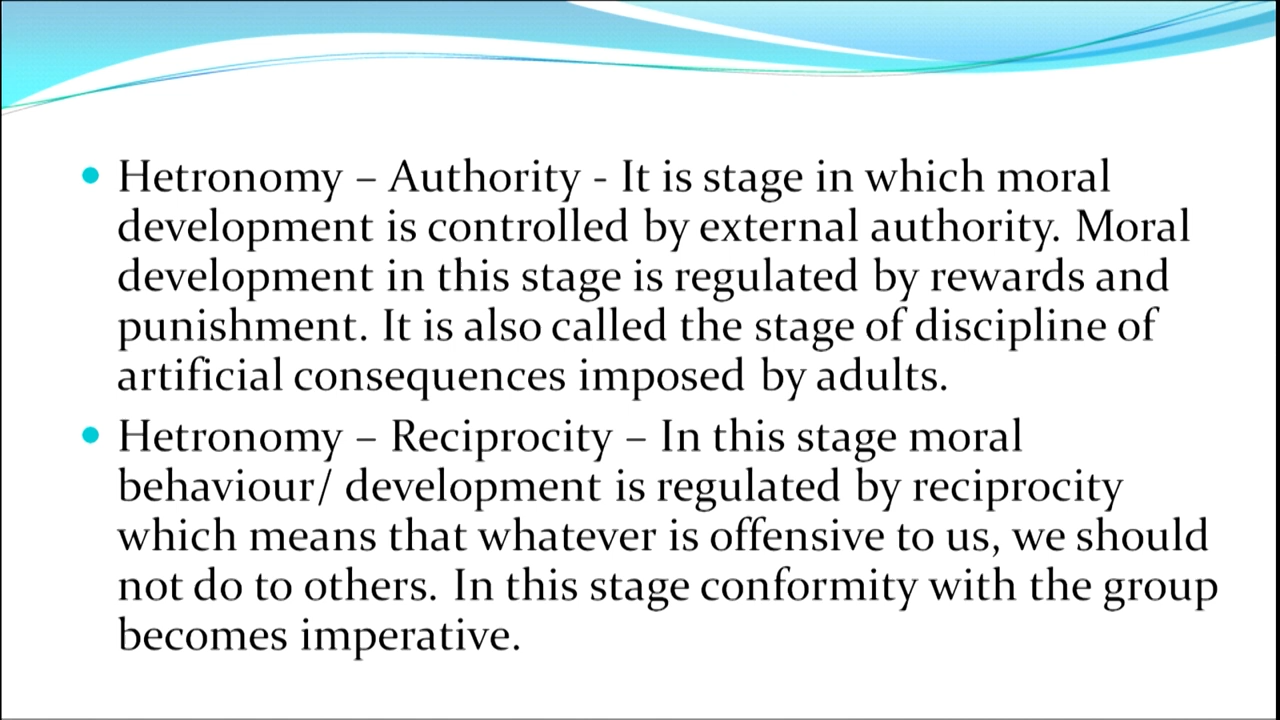 Hetronomy – Authority - It is stage in which moral
development is controlled by external authority. Moral
development in this stage is regulated by rewards and
punishment. It is also called the stage of discipline of
artificial consequences imposed by adults.
Hetronomy – Reciprocity – In this stage moral
behaviour/ development is regulated by reciprocity
which means that whatever is offensive to us, we should
not do to others. In this stage conformity with the group
becomes imperative.